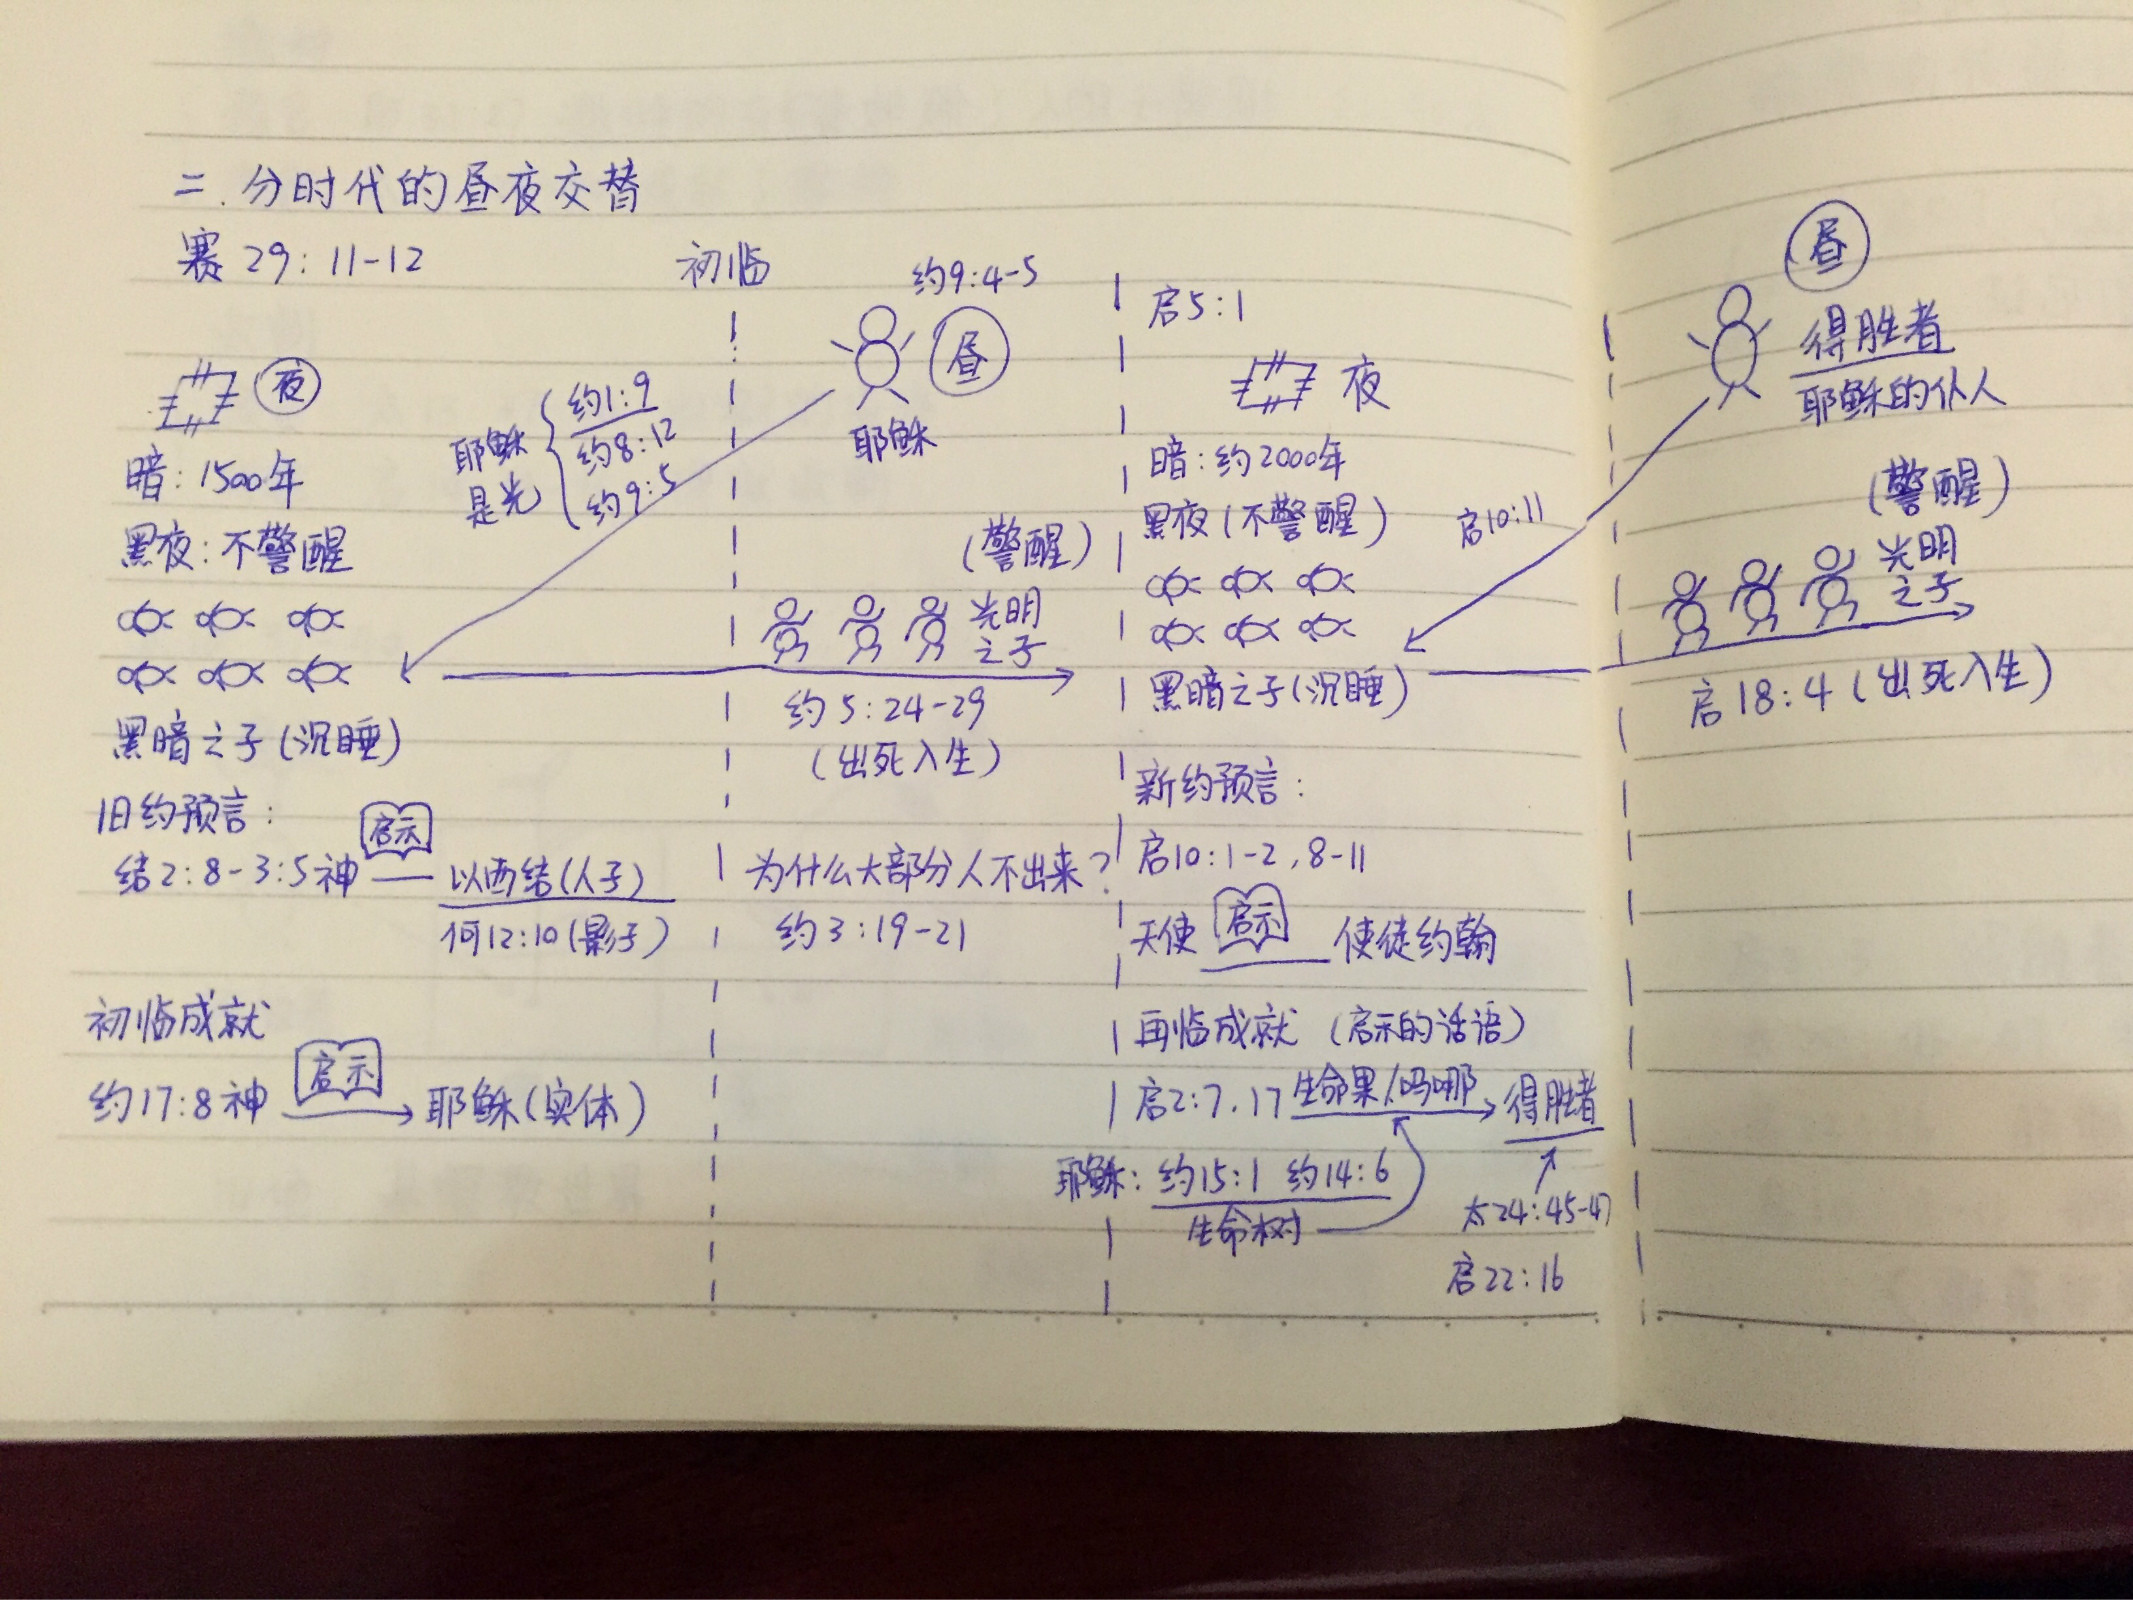 二.分时代的昼夜交替
赛29:11-12
夜
暗:1500年
黑夜:不警醒
黑暗之子(沉睡)
旧约预言:
启示
结2:8-3:5神 以西结(人子)
何12:10(影子)
初临成就
启示
约17:8神 耶稣(实体)
耶稣是光
约1:9
约8:12
约9:5
初临
约9:4-5
昼
耶稣
(警醒)
光明之子
约5:24-29
(出死入生)
为什么大部分人不出来?
约3:19-21
启5:1
夜
暗:约2000年
黑夜(不警醒)
黑暗之子(沉睡)
新约预言:
启10:1-2,8-11
天使 启示 使徒约翰
再临成就(启示的话语)
启2:7,17 生命果/吗哪 得胜者
耶稣:约15:1 约14:6
生命树
太24:45-47
启22:16
启10:11
昼
得胜者
耶稣的仆人
(警醒)
光明之子
启18:4(出死入生)